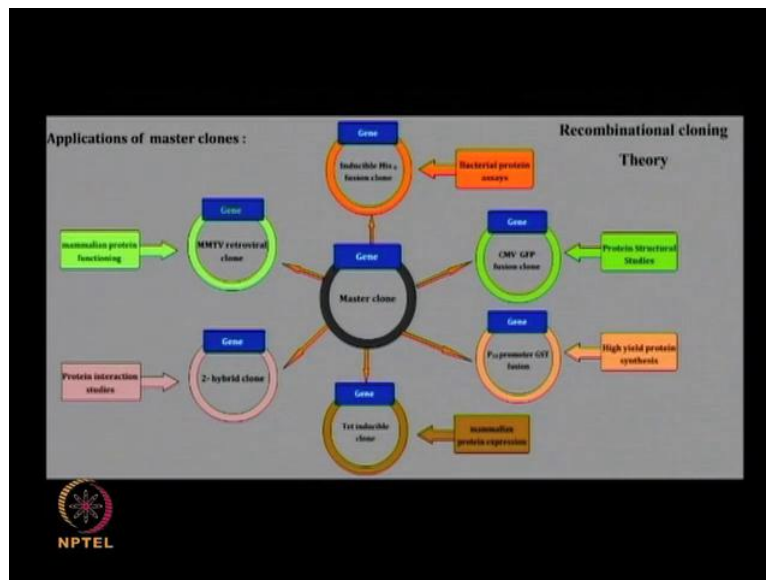 Applications of master clones :
Recombinational cloning
Theory
Gene
Inducible His₆
fusion clone
Bacterial protein
assays
Gene
MMTV retroviral
clone
mammalian protein
functioning
Gene
CMV GFP
fusion clone
Protein Structural
Studies
Gene
Master clone
Gene
2- hybrid clone
Protein interaction
studies
Gene
promoter GST
fusion
High yield protein
synthesis
Gene
Tet inducible
clone
mammalian
protein expression
NPTEL